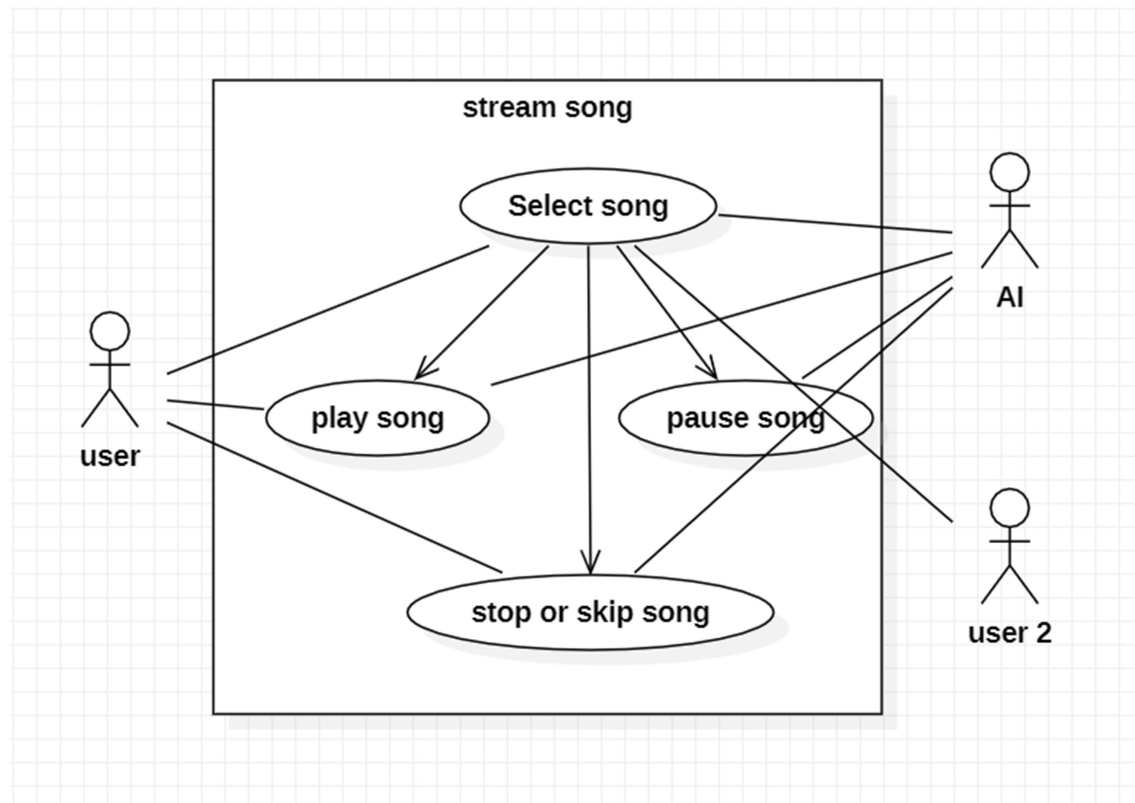 stream song
Select song
AI
play song
pause song
user
stop or skip song
user 2